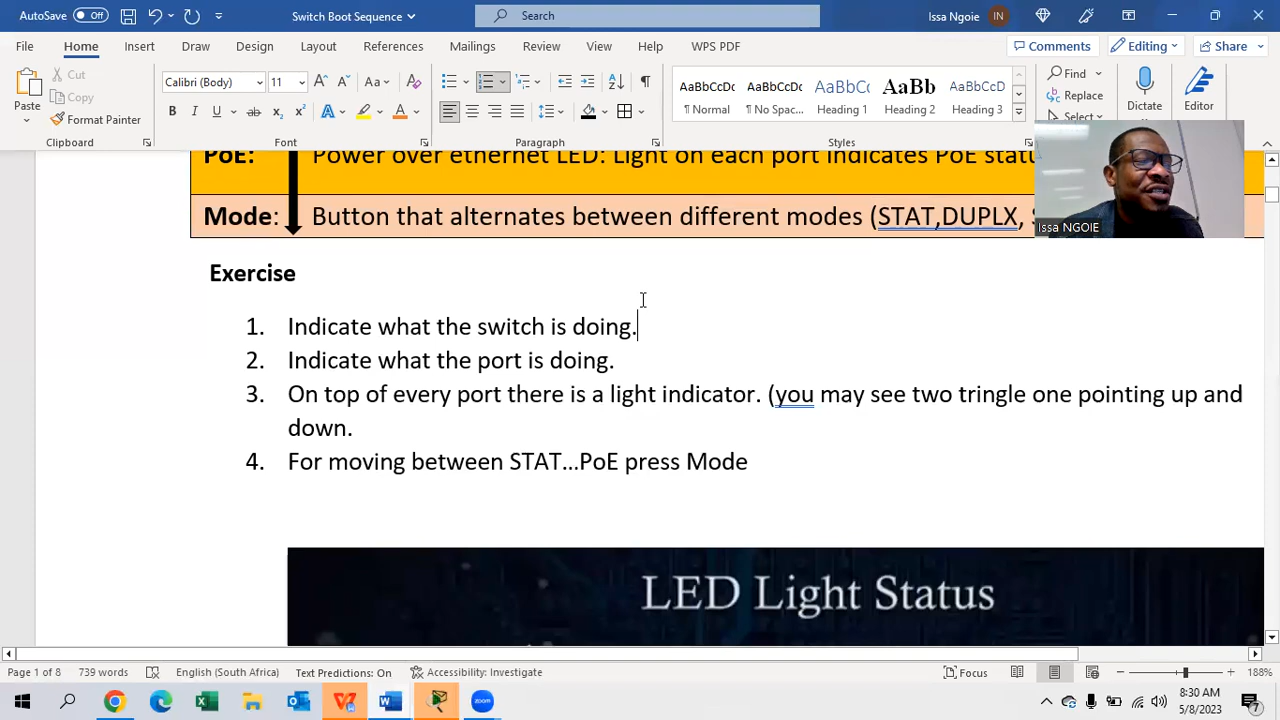 AutoSave Off Switch Boot Sequence Search Issa Ngoie IN
File Home Insert Draw Design Layout References Mailings Review View Help WPS PDF Comments Editing Share
Paste Cut Copy Format Painter
Calibri (Body) 11
AaBbCcDc AaBbCcDc AaBbCc AaBb AaBbCcD
¶ Normal ¶ No Spac... Heading 1 Heading 2 Heading 3
Find Replace Select Dictate Editor
Clipboard Font Paragraph Styles
PoE: Power over ethernet LED: Light on each port indicates PoE statu
Mode: Button that alternates between different modes (STAT,DUPLX,
Issa NGOIE
Exercise
1. Indicate what the switch is doing.
2. Indicate what the port is doing.
3. On top of every port there is a light indicator. (you may see two tringle one pointing up and
down.
4. For moving between STAT...PoE press Mode
LED Light Status
Page 1 of 8 739 words English (South Africa) Text Predictions: On Accessibility: Investigate Focus 188%
8:30 AM
5/8/2023 7